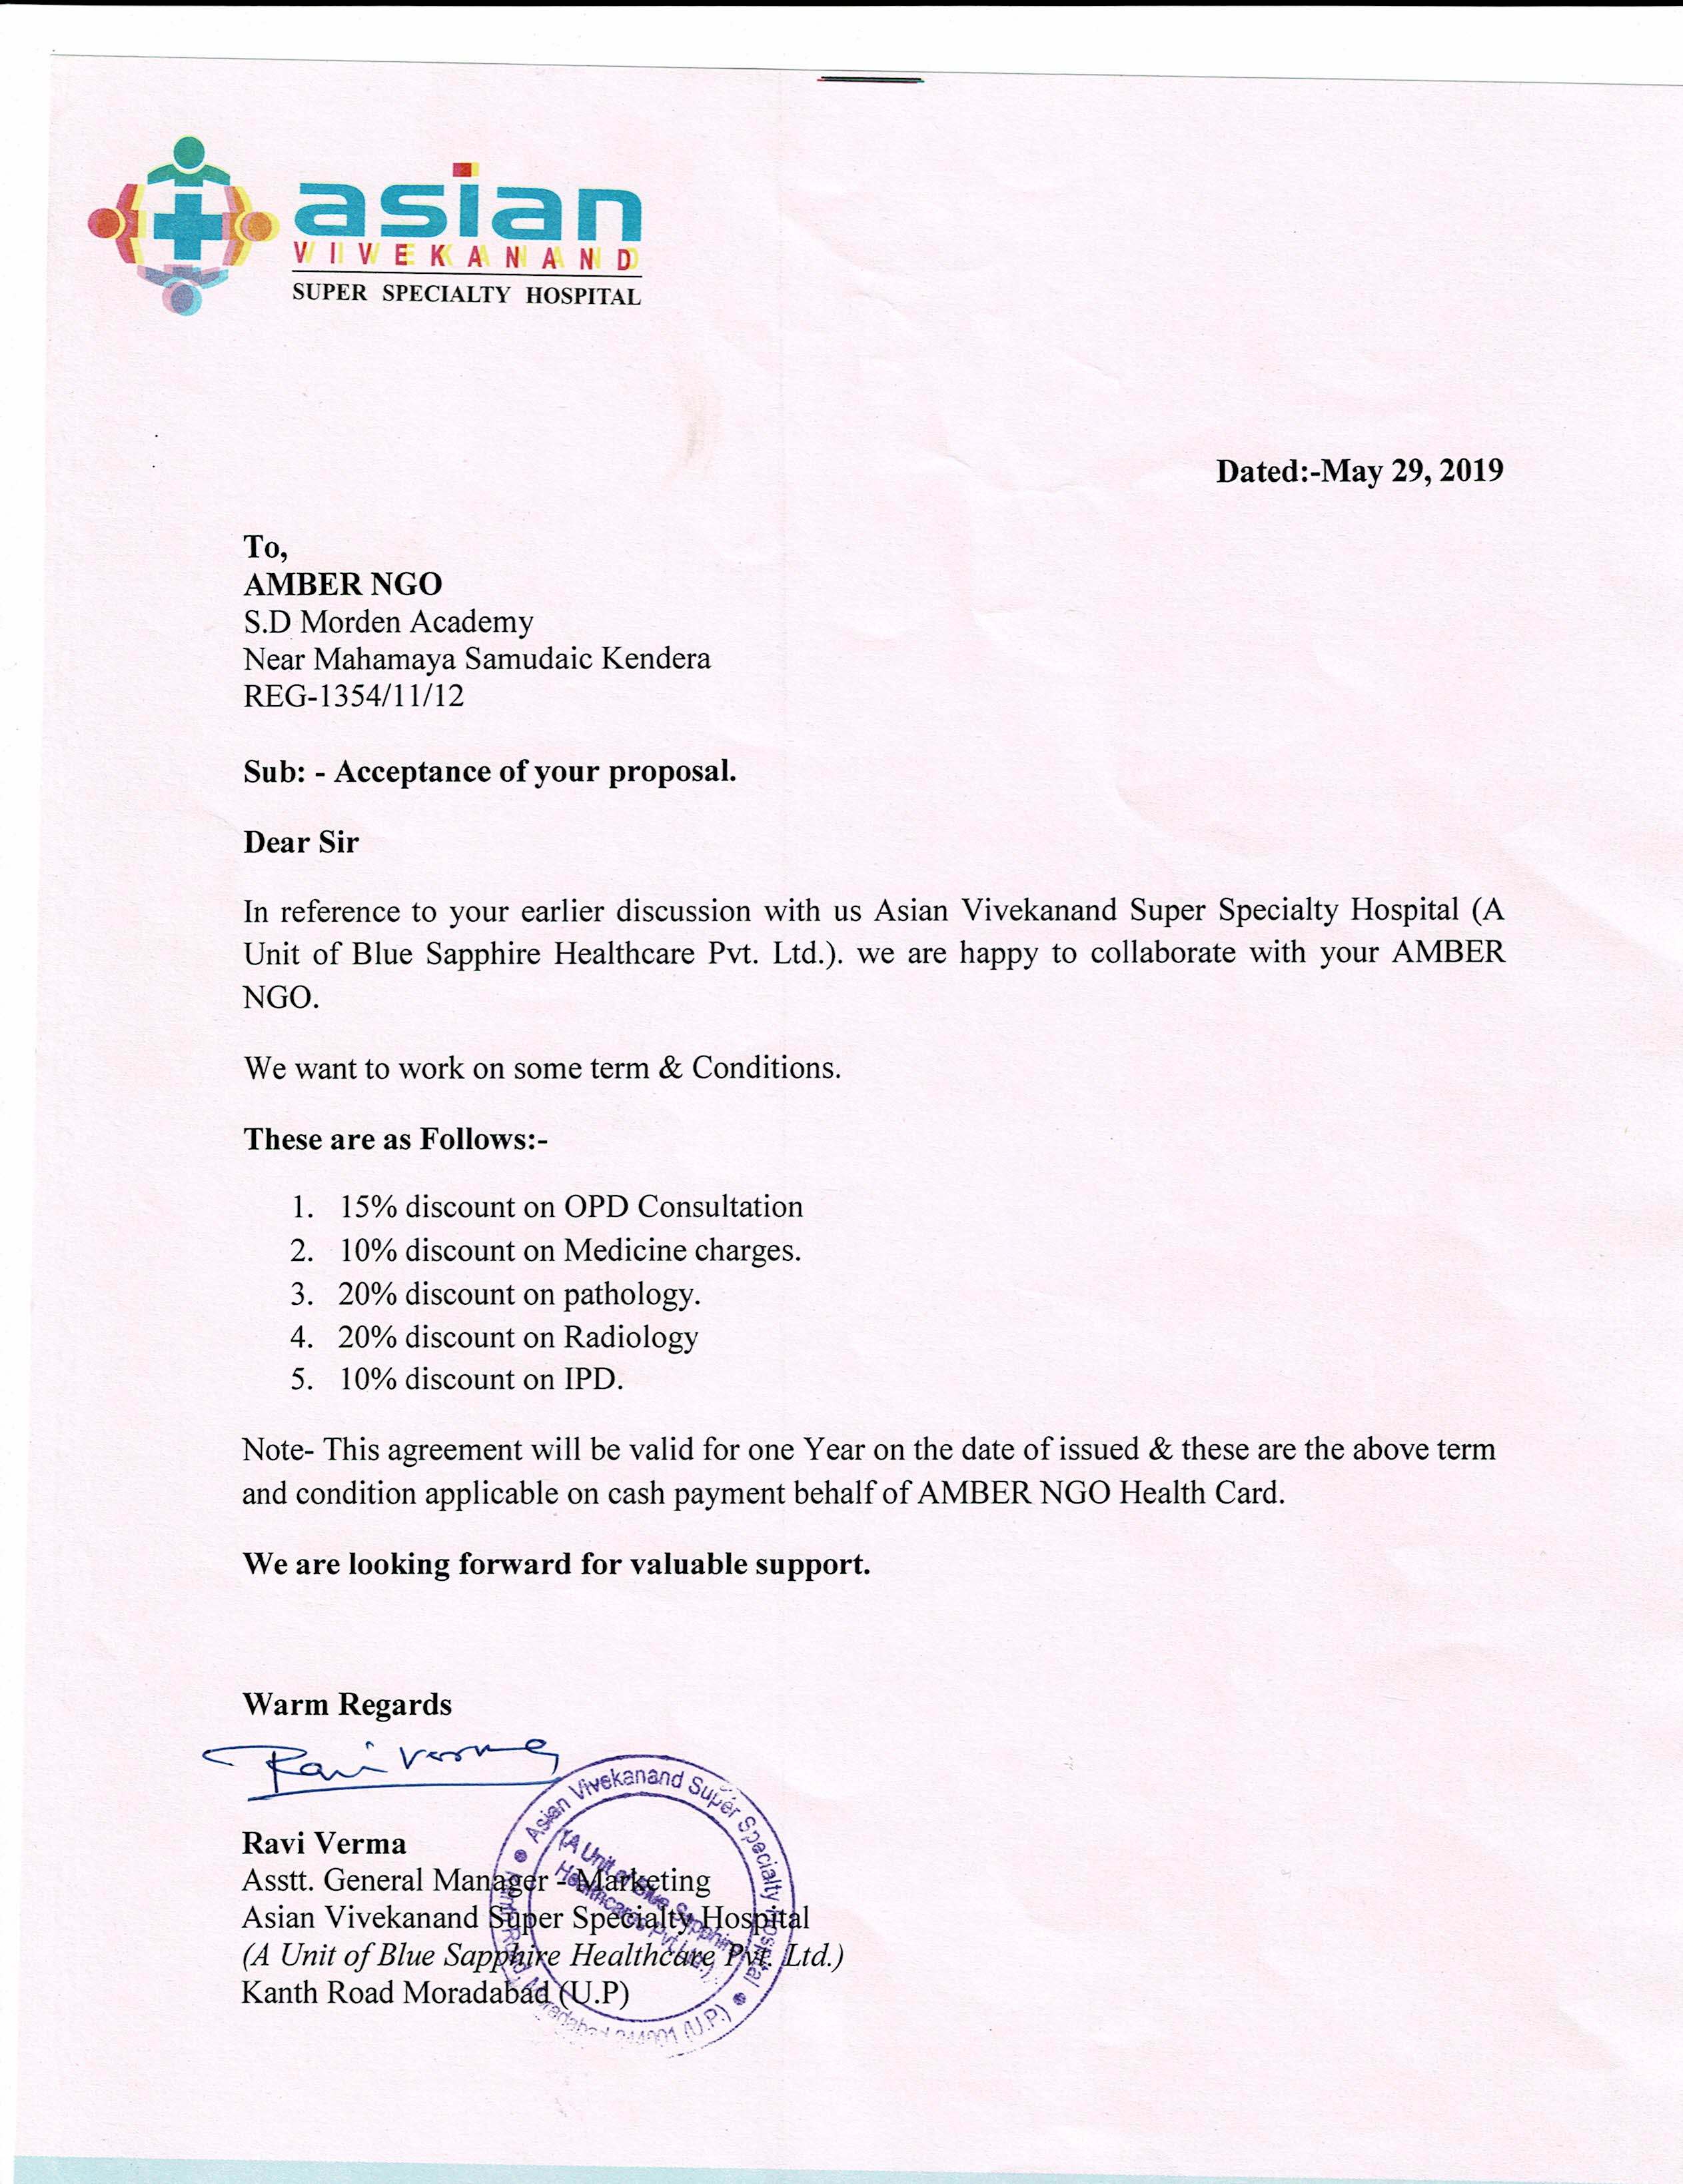 asian
VIVEKANAND
SUPER SPECIALTY HOSPITAL
Dated:-May 29, 2019
To,
AMBER NGO
S.D Morden Academy
Near Mahamaya Samudaic Kendera
REG-1354/11/12
Sub: - Acceptance of your proposal.
Dear Sir
In reference to your earlier discussion with us Asian Vivekanand Super Specialty Hospital (A
Unit of Blue Sapphire Healthcare Pvt. Ltd.). we are happy to collaborate with your AMBER
NGO.
We want to work on some term & Conditions.
These are as Follows:-
1. 15% discount on OPD Consultation
2. 10% discount on Medicine charges.
3. 20% discount on pathology.
4. 20% discount on Radiology
5. 10% discount on IPD.
Note- This agreement will be valid for one Year on the date of issued & these are the above term
and condition applicable on cash payment behalf of AMBER NGO Health Card.
We are looking forward for valuable support.
Warm Regards
Ravi Verma
Ravi Verma
Asstt. General Manager - Marketing
Asian Vivekanand Super Specialty Hospital
(A Unit of Blue Sapphire Healthcare Pvt. Ltd.)
Kanth Road Moradabad (U.P)
Asian Vivekanand Super Specialty Hospital
(A Unit of Blue Sapphire
Healthcares Pvt. Ltd.)
Road Moradabad 244001 (U.P.)